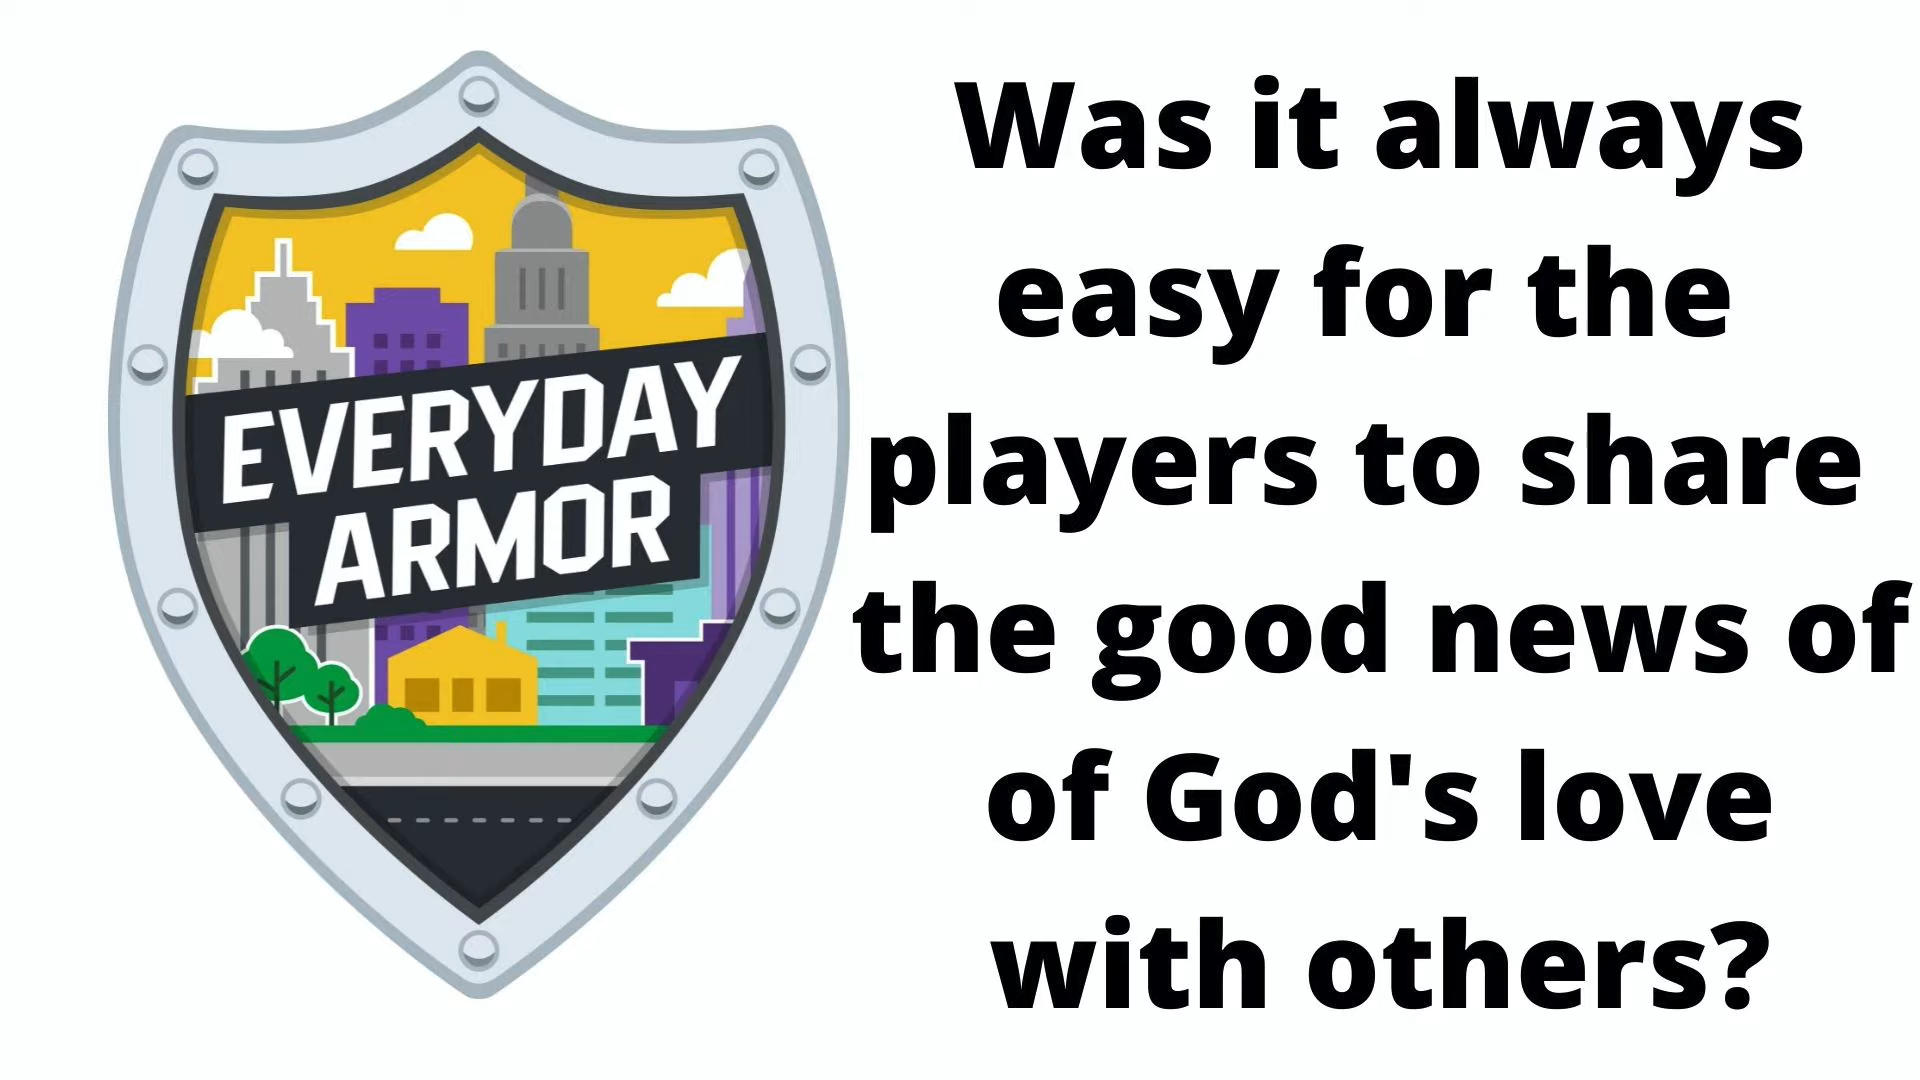 EVERYDAY
ARMOR
Was it always
easy for the
players to share
the good news of
of God's love
with others?